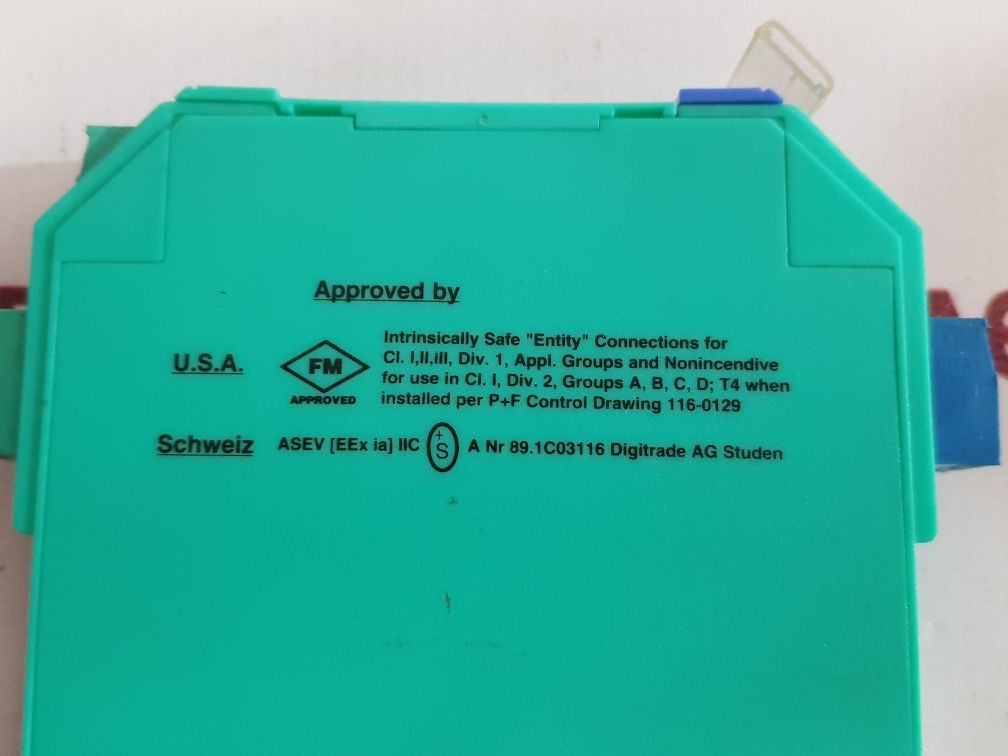 Approved by
U.S.A.
FM
APPROVED
Intrinsically Safe "Entity" Connections for
Cl. I,II,III, Div. 1, Appl. Groups and Nonincendive
for use in Cl. I, Div. 2, Groups A, B, C, D; T4 when
installed per P+F Control Drawing 116-0129
Schweiz ASEV [EEx ia] IIC +S A Nr 89.1C03116 Digitrade AG Studen